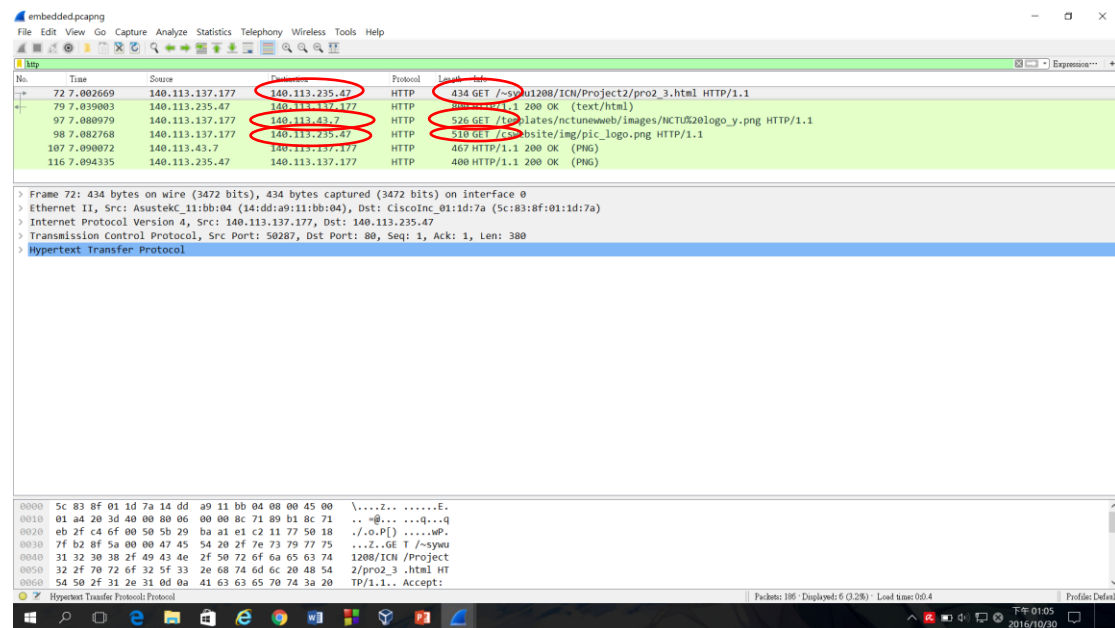 embedded.pcapng
File Edit View Go Capture Analyze Statistics Telephony Wireless Tools Help
http Expression… +
No. Time Source Destination Protocol Length Info
72 7.002669 140.113.137.177 140.113.235.47 HTTP 434 GET /~sywu1208/ICN/Project2/pro2_3.html HTTP/1.1
79 7.039003 140.113.235.47 140.113.137.177 HTTP HTTP/1.1 200 OK (text/html)
97 7.080979 140.113.137.177 140.113.43.7 HTTP 526 GET /templates/nctunewweb/images/NCTU%20logo_y.png HTTP/1.1
98 7.082768 140.113.137.177 140.113.235.47 HTTP 510 GET /cswebsite/img/pic_logo.png HTTP/1.1
107 7.090072 140.113.43.7 140.113.137.177 HTTP 467 HTTP/1.1 200 OK (PNG)
116 7.094335 140.113.235.47 140.113.137.177 HTTP 400 HTTP/1.1 200 OK (PNG)
> Frame 72: 434 bytes on wire (3472 bits), 434 bytes captured (3472 bits) on interface 0
> Ethernet II, Src: AsustekC_11:bb:04 (14:dd:a9:11:bb:04), Dst: CiscoInc_01:1d:7a (5c:83:8f:01:1d:7a)
> Internet Protocol Version 4, Src: 140.113.137.177, Dst: 140.113.235.47
> Transmission Control Protocol, Src Port: 50287, Dst Port: 80, Seq: 1, Ack: 1, Len: 380
> Hypertext Transfer Protocol
0000 5c 83 8f 01 1d 7a 14 dd a9 11 bb 04 08 00 45 00 \....z.. ......E.
0010 01 a4 20 3d 40 00 80 06 00 00 8c 71 89 b1 8c 71 .. =@... ...q...q
0020 eb 2f c4 6f 00 50 5b 29 ba a1 e1 c2 11 77 50 18 ./.o.P[) .....wP.
0030 7f b2 8f 5a 00 00 47 45 54 20 2f 7e 73 79 77 75 ...Z..GE T /~sywu
0040 31 32 30 38 2f 49 43 4e 2f 50 72 6f 6a 65 63 74 1208/ICN /Project
0050 32 2f 70 72 6f 32 5f 33 2e 68 74 6d 6c 20 48 54 2/pro2_3 .html HT
0060 54 50 2f 31 2e 31 0d 0a 41 63 63 65 70 74 3a 20 TP/1.1.. Accept:
Hypertext Transfer Protocol: Protocol Packets: 186 · Displayed: 6 (3.2%) · Load time: 0:0.4 Profile: Defaul
下午 01:05
2016/10/30